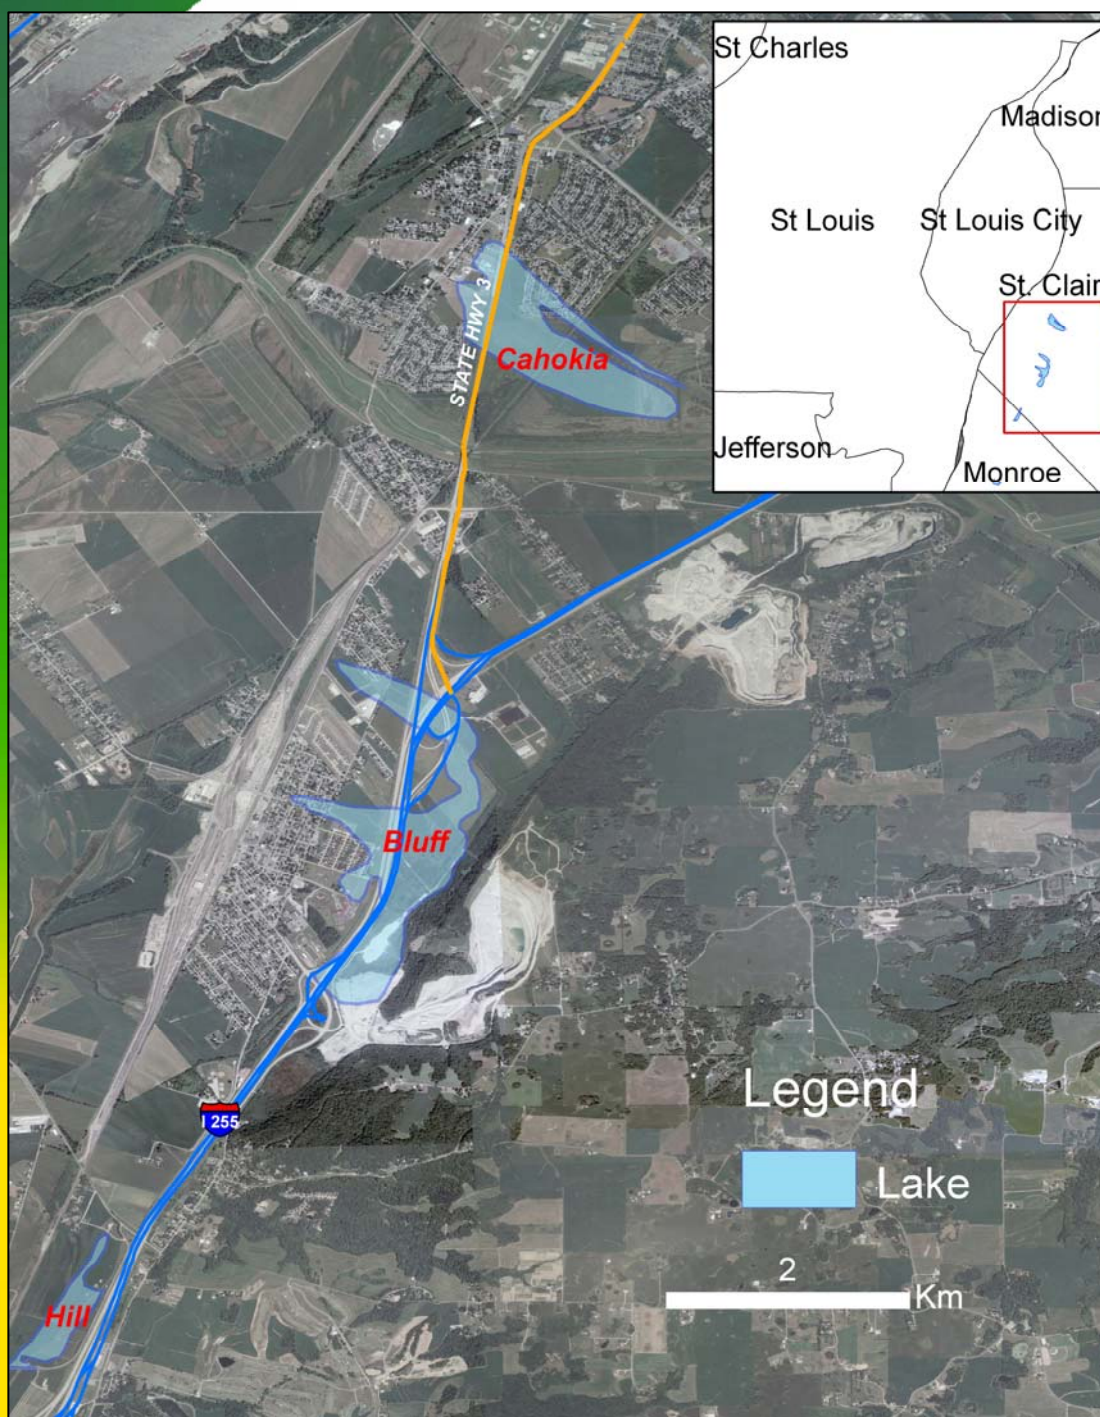 St Charles
Madison
St Louis
St Louis City
St. Clair
Jefferson
Monroe
STATE HWY 3
Cahokia
Bluff
I 255
Hill
Legend
Lake
2
Km